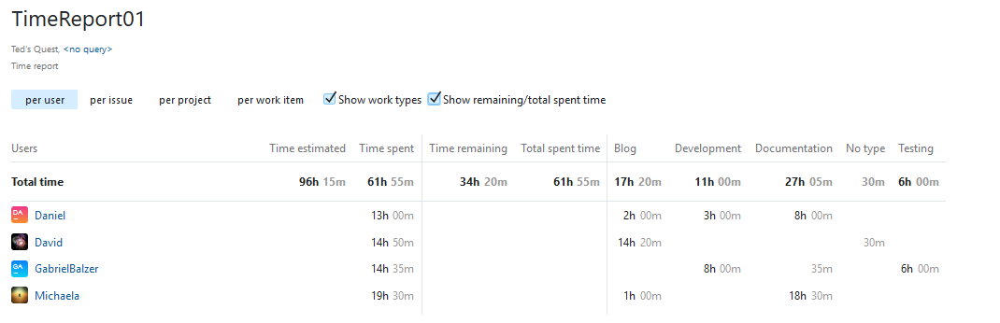 TimeReport01
Ted's Quest, <no query>
Time report
per user per issue per project per work item Show work types Show remaining/total spent time
Users Time estimated Time spent Time remaining Total spent time Blog Development Documentation No type Testing
Total time 96h 15m 61h 55m 34h 20m 61h 55m 17h 20m 11h 00m 27h 05m 30m 6h 00m
DA Daniel 13h 00m 2h 00m 3h 00m 8h 00m
David 14h 50m 14h 20m 30m
GA GabrielBalzer 14h 35m 8h 00m 35m 6h 00m
Michaela 19h 30m 1h 00m 18h 30m